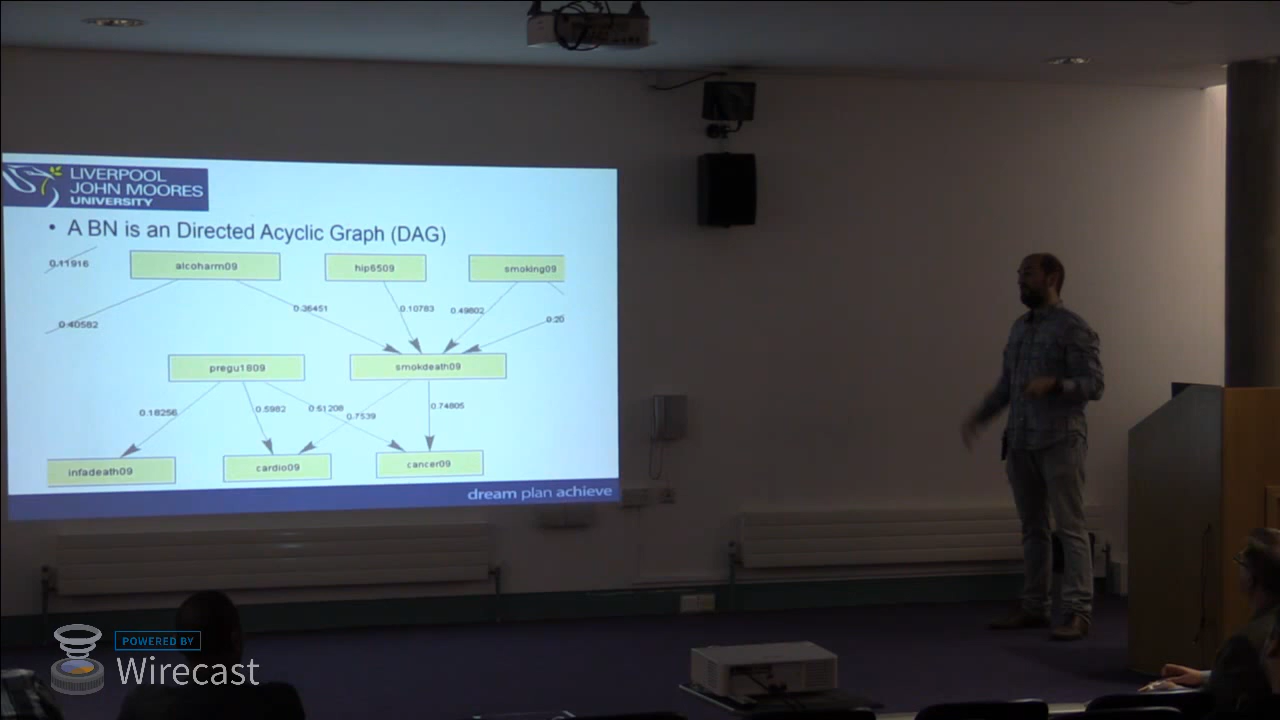 LIVERPOOL
JOHN MOORES
UNIVERSITY
• A BN is an Directed Acyclic Graph (DAG)
0.11916
alcoharm09
hip6509
smoking09
0.40582
0.36451
0.10783
0.49802
0.20
pregu1809
smokdeath09
0.18256
0.5982
0.51208
0.7539
0.74805
infadeath09
cardio09
cancer09
dream plan achieve
POWERED BY
Wirecast